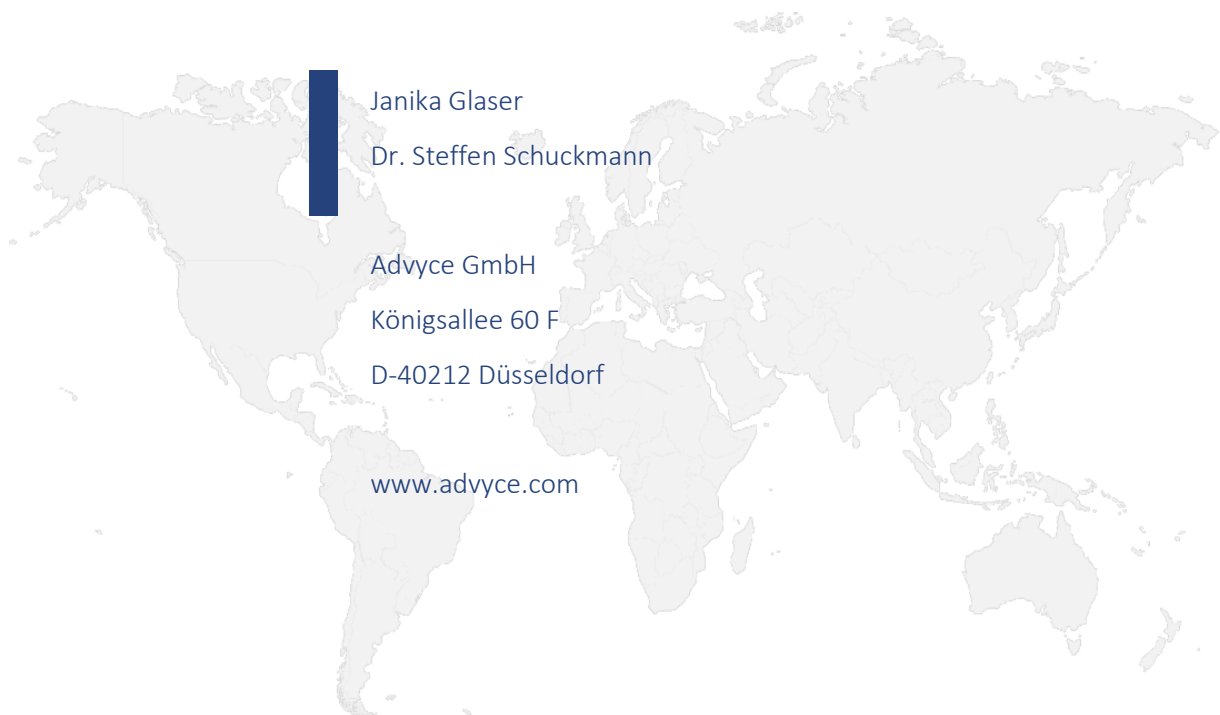 Janika Glaser
Dr. Steffen Schuckmann
Advyce GmbH
Königsallee 60 F
D-40212 Düsseldorf
www.advyce.com